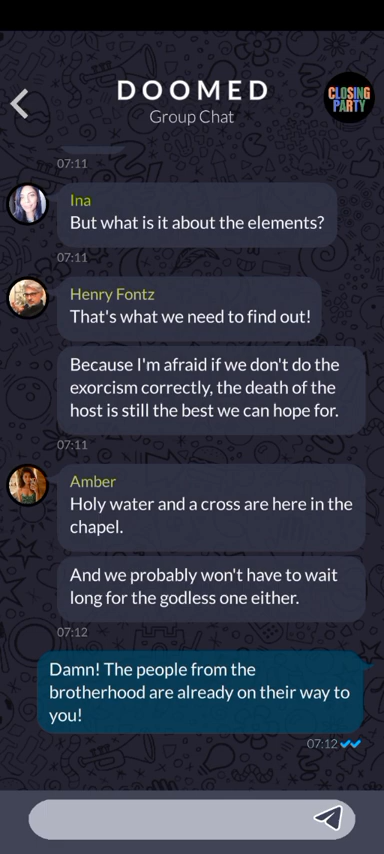 DOOMED
Group Chat
CLOSING
PARTY
07:11
Ina
But what is it about the elements?
07:11
Henry Fontz
That's what we need to find out!
Because I'm afraid if we don't do the
exorcism correctly, the death of the
host is still the best we can hope for.
07:11
Amber
Holy water and a cross are here in the
chapel.
And we probably won't have to wait
long for the godless one either.
07:12
Damn! The people from the
brotherhood are already on their way to
you!
07:12